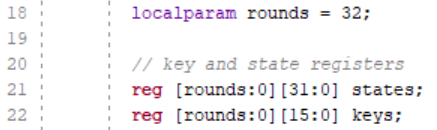 18 localparam rounds = 32;
19
20 // key and state registers
21 reg [rounds:0][31:0] states;
22 reg [rounds:0][15:0] keys;